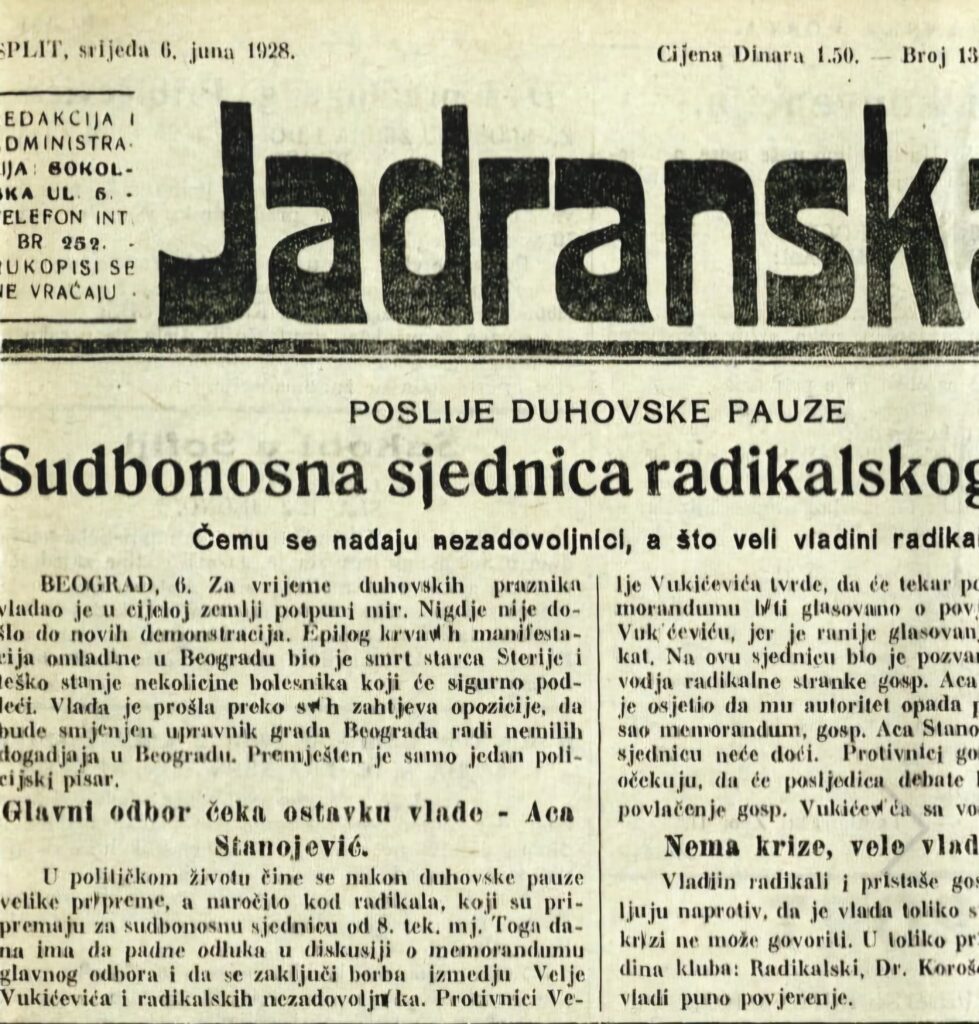 SPLIT, srijeda 6. juna 1928.
Cijena Dinara 1.50. — Broj 13
EDAKCIJA I
DMINISTRA-
IJA: SOKOL-
SKA UL. 6. -
TELEFON INT.
BR 252. -
RUKOPISI SE
NE VRAĆAJU -
Jadranska
POSLIJE DUHOVSKE PAUZE
Sudbonosna sjednica radikalskog
Čemu se nadaju nezadovoljnici, a što veli vladini radika
BEOGRAD, 6. Za vrijeme duhovskih praznika
vladao je u cijeloj zemlji potpuni mir. Nigdje nije do-
šlo do novih demonstracija. Epilog krvavih manifesta-
cija omladine u Beogradu bio je smrt starca Sterije i
teško stanje nekolicine bolesnika koji će sigurno pod-
leći. Vlada je prošla preko svih zahtjeva opozicije, da
bude smjenjen upravnik grada Beograda radi nemilih
dogadjaja u Beogradu. Premješten je samo jedan poli-
cijski pisar.
Glavni odbor čeka ostavku vlade - Aca
Stanojević.
U političkom životu čine se nakon duhovske pauze
velike pripreme, a naročito kod radikala, koji su pri-
premaju za sudbonosnu sjednicu od 8. tek. mj. Toga da-
na ima da padne odluka u diskusiji o memorandumu
glavnog odbora i da se zaključi borba izmedju Velje
Vukićevića i radikalskih nezadovoljnika. Protivnici Ve-
lje Vukićevića tvrde, da će tekar po
morandumu biti glasovano o pov
Vukićeviću, jer je ranije glasovan
kat. Na ovu sjednicu bio je pozva
vodja radikalne stranke gosp. Aca
je osjetio da mu autoritet opada
sao memorandum, gosp. Aca Stano
sjednicu neće doći. Protivnici go
očekuju, da će posljedica debate
povlačenje gosp. Vukićevića sa vo
Nema krize, vele vlad
Vladiin radikali i pristaše gos
ljuju naprotiv, da je vlada toliko s
krizi ne može govoriti. U toliko pr
dina kluba: Radikalski, Dr. Koroše
vladi puno povjerenje.